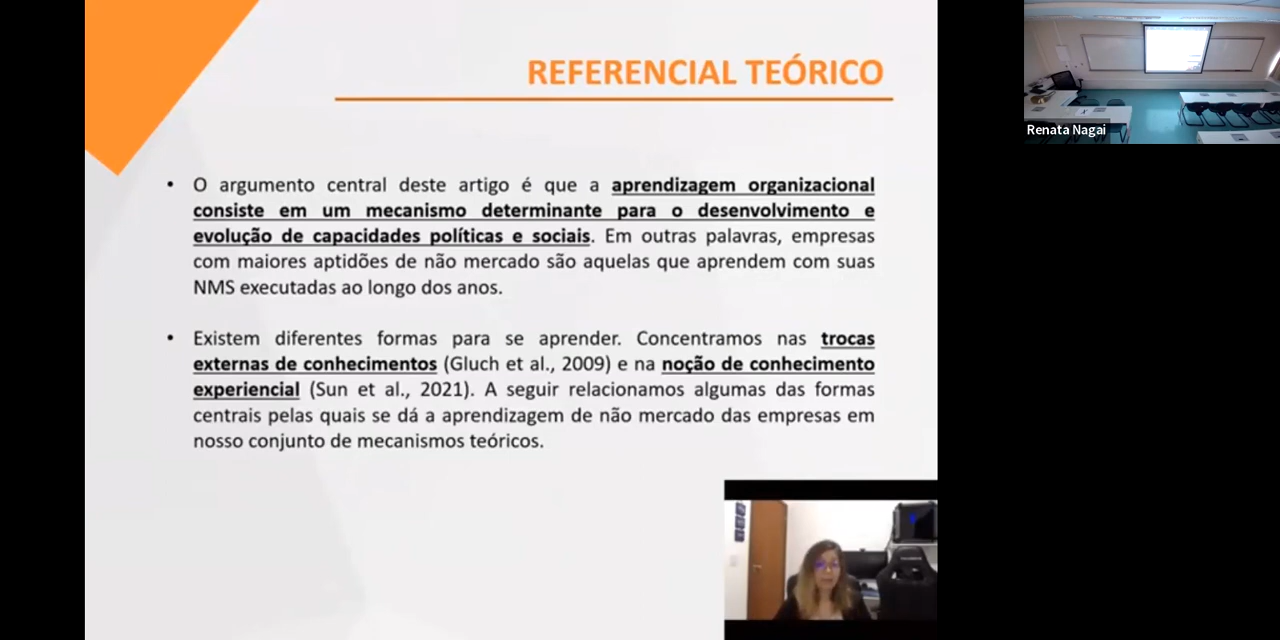 REFERENCIAL TEÓRICO
• O argumento central deste artigo é que a aprendizagem organizacional
consiste em um mecanismo determinante para o desenvolvimento e
evolução de capacidades políticas e sociais. Em outras palavras, empresas
com maiores aptidões de não mercado são aquelas que aprendem com suas
NMS executadas ao longo dos anos.
• Existem diferentes formas para se aprender. Concentramos nas trocas
externas de conhecimentos (Gluch et al., 2009) e na noção de conhecimento
experiencial (Sun et al., 2021). A seguir relacionamos algumas das formas
centrais pelas quais se dá a aprendizagem de não mercado das empresas em
nosso conjunto de mecanismos teóricos.
Renata Nagai